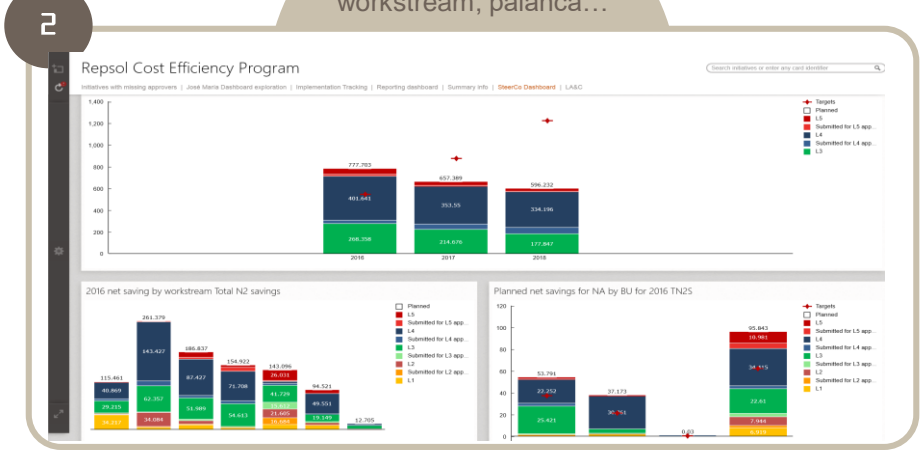 workstream, palanca…
2
Repsol Cost Efficiency Program
Search initiatives or enter any card identifier
Initiatives with missing approvers | José María Dashboard exploration | Implementation Tracking | Reporting dashboard | Summary info | SteerCo Dashboard | LA&C
1,400
1,200
1,000
800
600
400
200
0
777.703
401.641
268.358
2016
657.389
353.55
214.676
2017
596.232
334.196
177.847
2018
Targets
Planned
L5
Submitted for L5 app...
L4
Submitted for L4 app...
L3
2016 net saving by workstream Total N2 savings
115.461
40.869
29.215
261.379
143.427
62.357
34.084
186.837
87.427
51.989
154.922
71.708
54.613
143.096
26.031
41.729
21.605
94.521
49.551
19.149
12.705
Planned
L5
Submitted for L5 app...
L4
Submitted for L4 app...
L3
Submitted for L3 app...
L2
Submitted for L2 app...
L1
Planned net savings for NA by BU for 2016 TN2S
120
100
80
60
40
20
0
53.791
22.252
25.421
37.173
0.03
95.843
10.981
22.61
7.944
Targets
Planned
L5
Submitted for L5 app...
L4
Submitted for L4 app...
L3
Submitted for L3 app...
L2
Submitted for L2 app...
L1